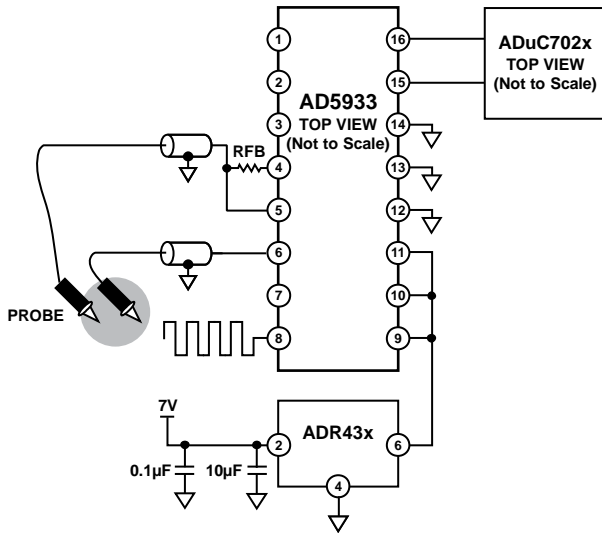 1
16
ADuC702x
TOP VIEW
(Not to Scale)
2
15
AD5933
TOP VIEW
(Not to Scale)
3
14
RFB
4
13
5
12
6
11
7
10
PROBE
8
9
7V
ADR43x
2
6
0.1µF
10µF
4